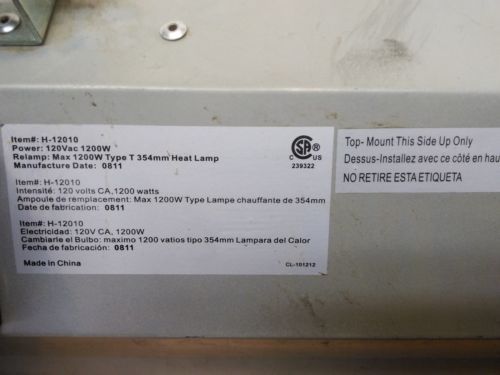 Item#: H-12010
Power: 120Vac 1200W
Relamp: Max 1200W Type T 354mm Heat Lamp
Manufacture Date: 0811
CSA
C US
239322
Item#: H-12010
Intensité: 120 volts CA,1200 watts
Ampoule de remplacement: Max 1200W Type Lampe chauffante de 354mm
Date de fabrication: 0811
Item#: H-12010
Electricidad: 120V CA, 1200W
Cambiarle el Bulbo: maximo 1200 vatios tipo 354mm Lampara del Calor
Fecha de fabricación: 0811
Made in China
CL-101212
Top- Mount This Side Up Only
Dessus-Installez avec ce côté en hau
NO RETIRE ESTA ETIQUETA